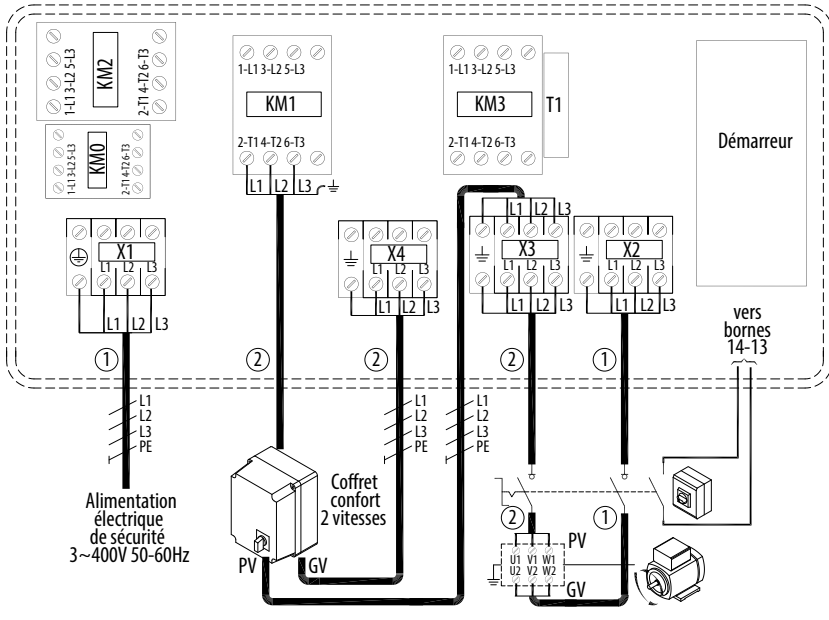 1-L1 3-L2 5-L3
KM2
2-T1 4-T2 6-T3
1-L1 3-L2 5-L3
KM0
2-T1 4-T2 6-T3
1-L1 3-L2 5-L3
KM1
2-T1 4-T2 6-T3
L1 L2 L3
1-L1 3-L2 5-L3
KM3
T1
2-T1 4-T2 6-T3
Démarreur
X1
L1 L2 L3
L1 L2 L3
X4
L1 L2 L3
L1 L2 L3
L1 L2 L3
X3
L1 L2 L3
L1 L2 L3
X2
L1 L2 L3
L1 L2 L3
vers
bornes
14-13
1
2
2
2
1
L1
L2
L3
PE
L1
L2
L3
PE
L1
L2
L3
PE
Alimentation
électrique
de sécurité
3~400V 50-60Hz
Coffret
confort
2 vitesses
PV
GV
2
1
PV
U1 V1 W1
U2 V2 W2
GV